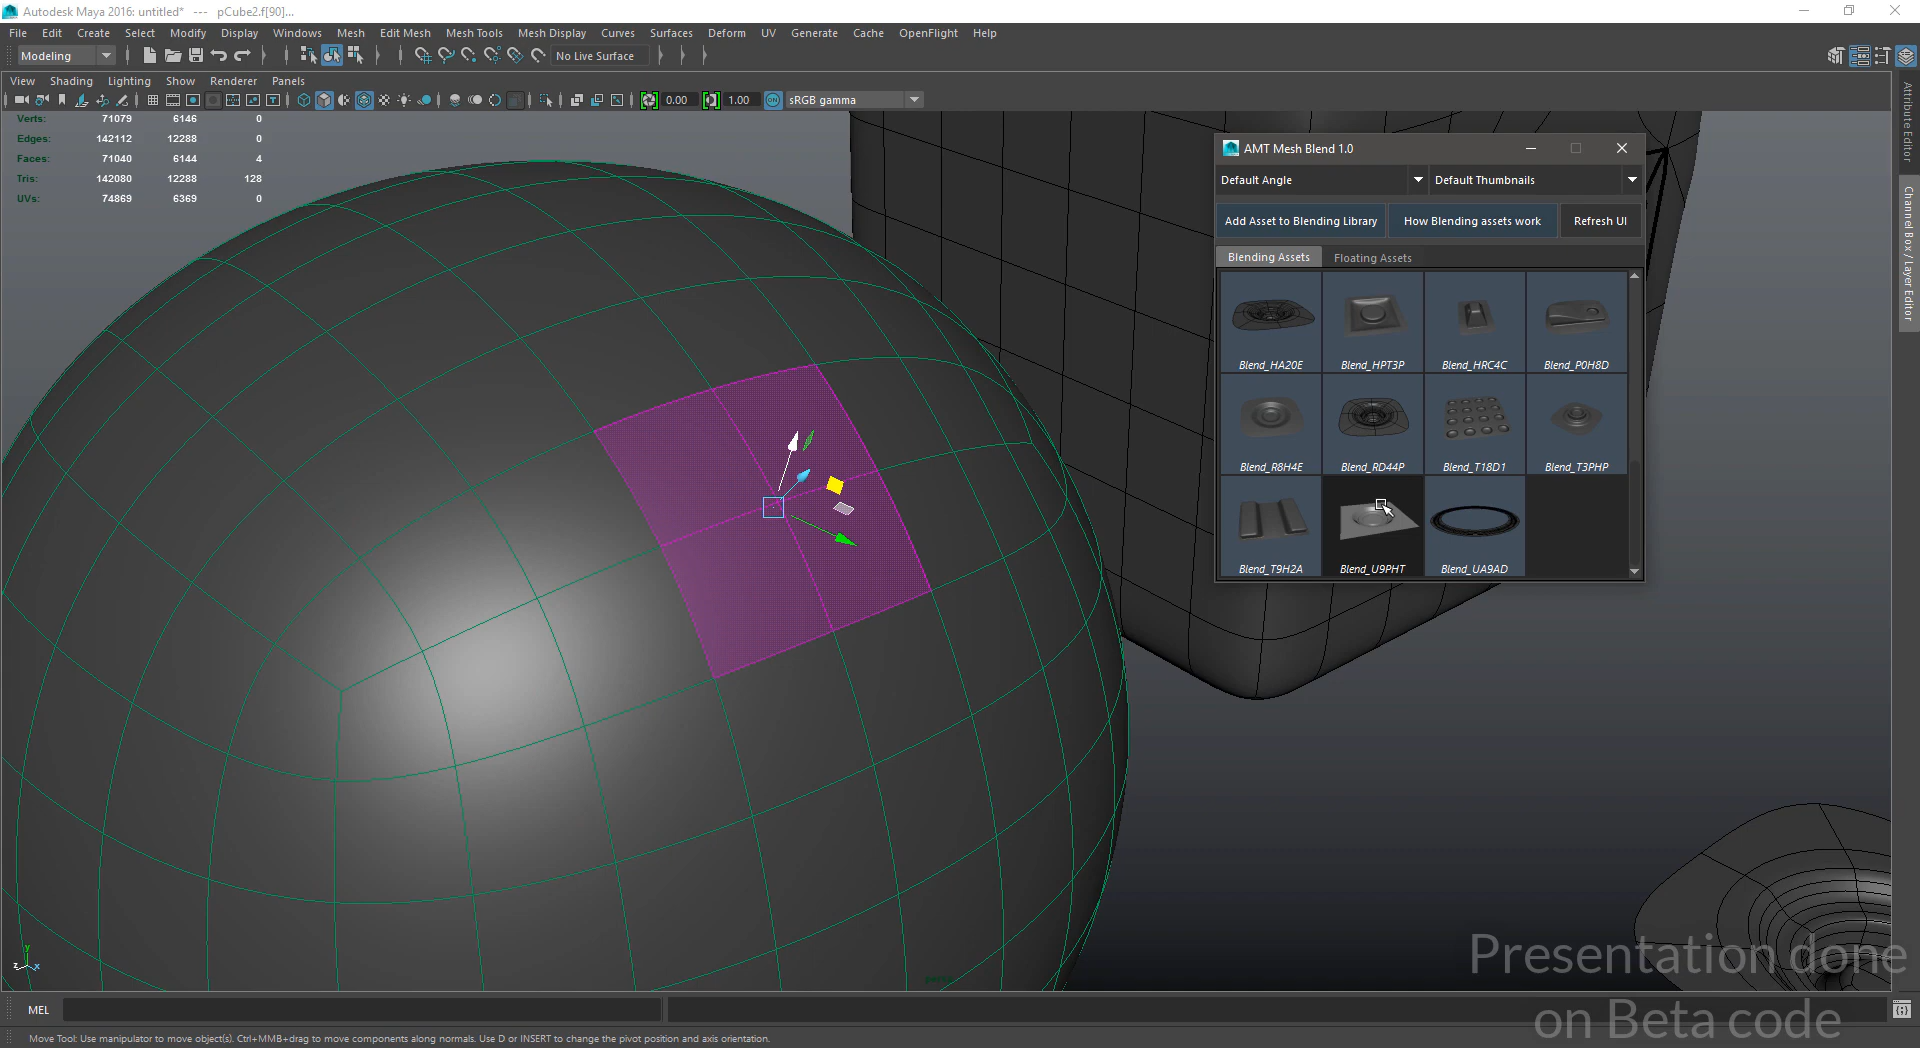 Autodesk Maya 2016: untitled* --- pCube2.f[90]...
File Edit Create Select Modify Display Windows Mesh Edit Mesh Mesh Tools Mesh Display Curves Surfaces Deform UV Generate Cache OpenFlight Help
Modeling No Live Surface
View Shading Lighting Show Renderer Panels
0.00 1.00 ON sRGB gamma
Verts: 71079 6146 0
Edges: 142112 12288 0
Faces: 71040 6144 4
Tris: 142080 12288 128
UVs: 74869 6369 0
AMT Mesh Blend 1.0
Default Angle Default Thumbnails
Add Asset to Blending Library How Blending assets work Refresh UI
Blending Assets Floating Assets
Blend_HA20E Blend_HPT3P Blend_HRC4C Blend_P0H8D
Blend_R8H4E Blend_RD44P Blend_T18D1 Blend_T3PHP
Blend_T9H2A Blend_U9PHT Blend_UA9AD
Attribute Editor
Channel Box / Layer Editor
y
z x
Presentation done
on Beta code
MEL
Move Tool: Use manipulator to move object(s). Ctrl+MMB+drag to move components along normals. Use D or INSERT to change the pivot position and axis orientation.